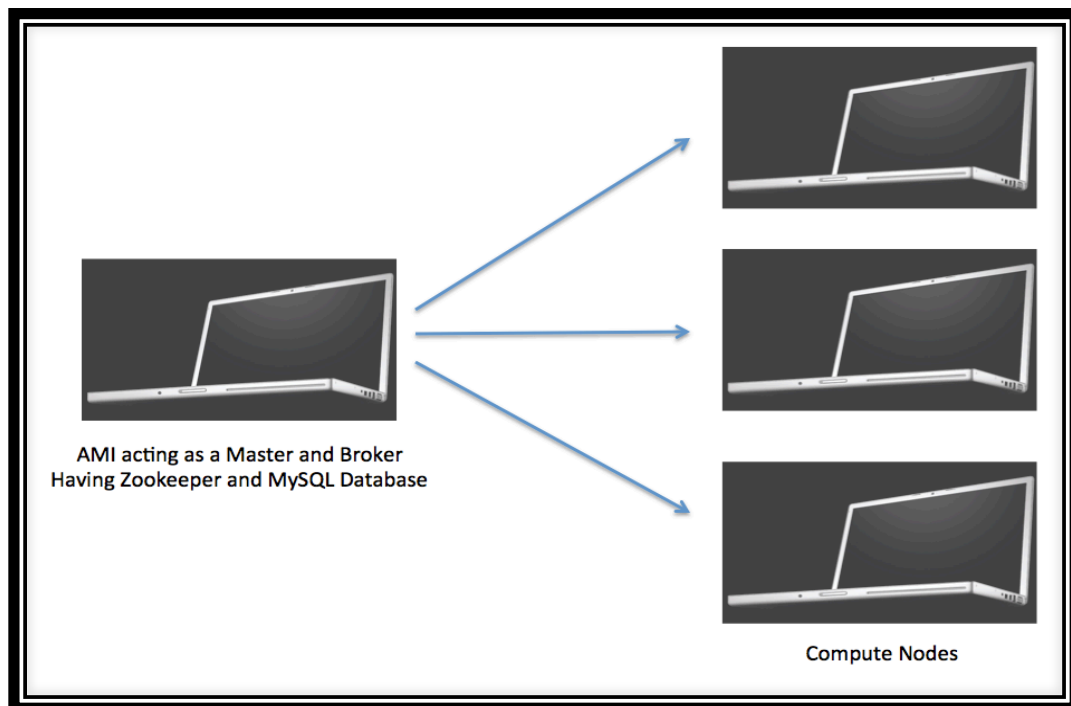 AMI acting as a Master and Broker
Having Zookeeper and MySQL Database
Compute Nodes